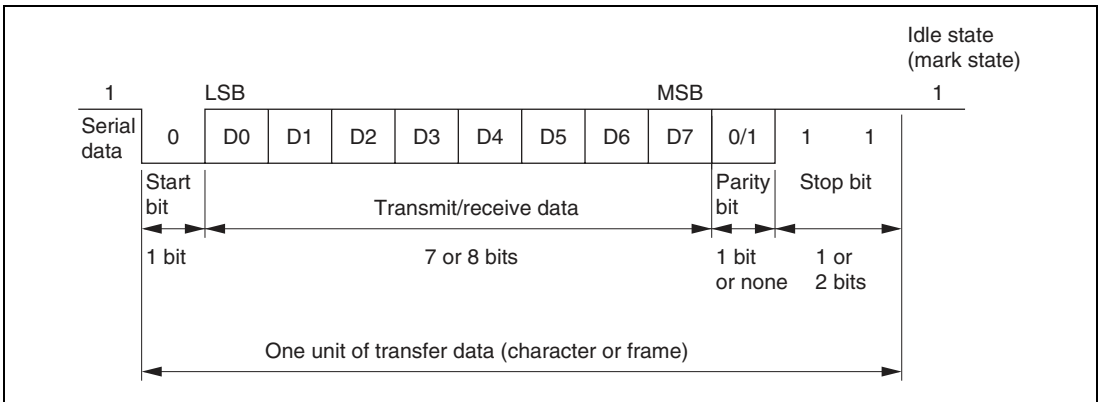 Idle state
(mark state)
1 LSB MSB 1
Serial
data
0 D0 D1 D2 D3 D4 D5 D6 D7 0/1 1 1
Start
bit
Transmit/receive data
Parity
bit
Stop bit
1 bit
7 or 8 bits
1 bit
or none
1 or
2 bits
One unit of transfer data (character or frame)